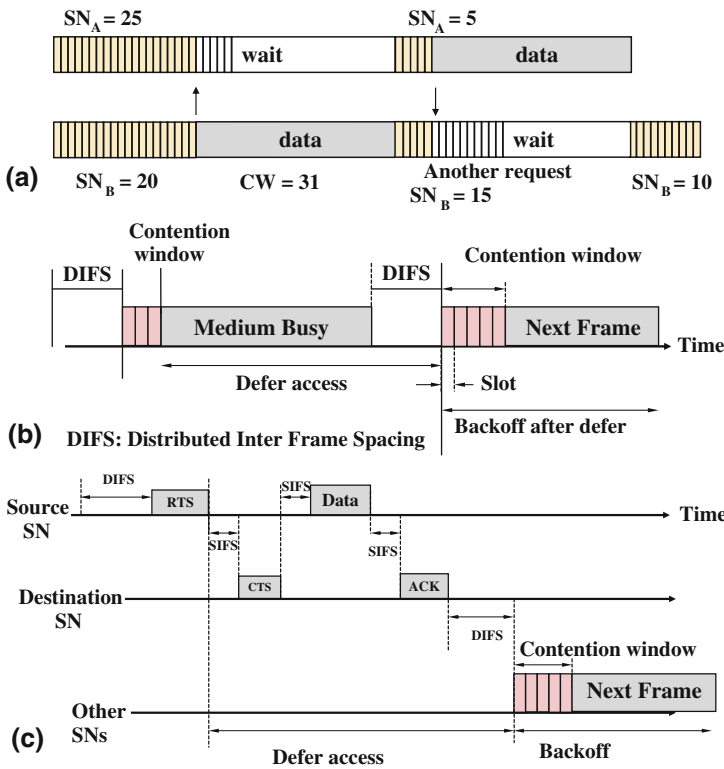 SN_A = 25
SN_A = 5
wait
data
data
wait
(a)
SN_B = 20
CW = 31
Another request
SN_B = 15
SN_B = 10
Contention
window
Contention window
DIFS
DIFS
Medium Busy
Next Frame
Time
Defer access
Slot
Backoff after defer
(b)
DIFS: Distributed Inter Frame Spacing
DIFS
SIFS
RTS
Data
Source
SN
Time
SIFS
SIFS
CTS
ACK
Destination
SN
DIFS
Contention window
Next Frame
Other
SNs
(c)
Defer access
Backoff